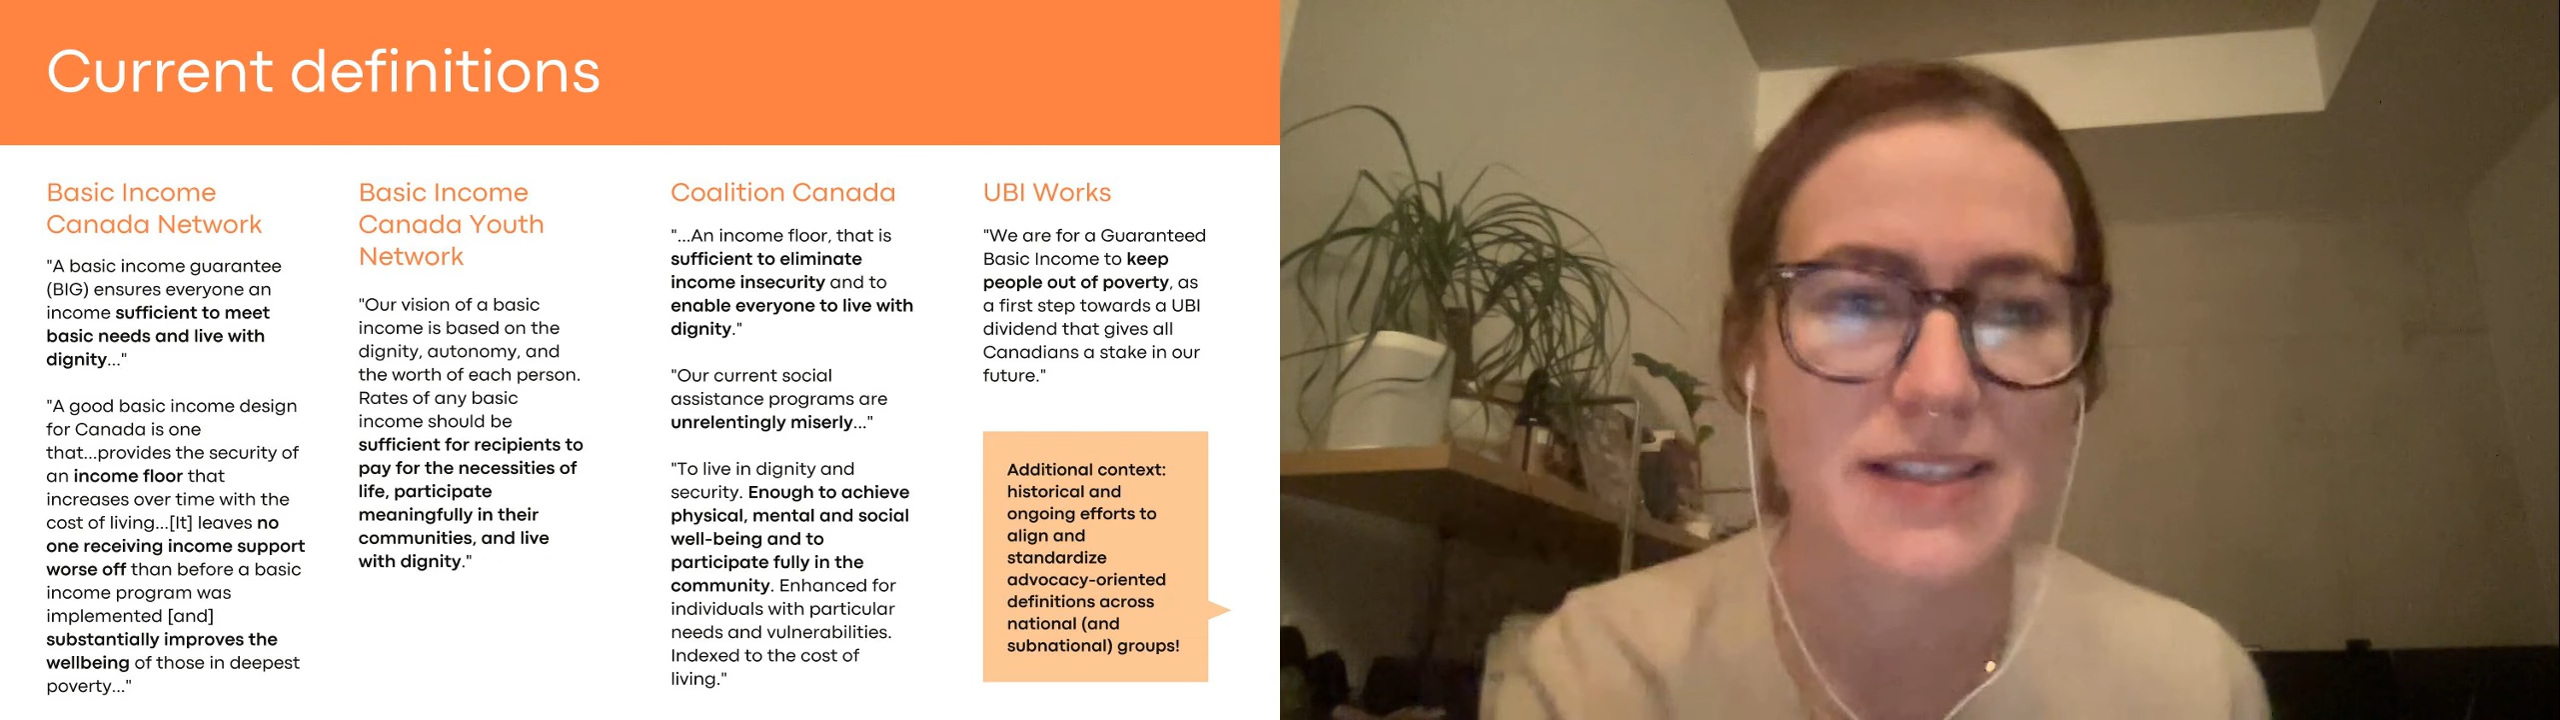 Current definitions
Basic Income
Canada Network
"A basic income guarantee
(BIG) ensures everyone an
income sufficient to meet
basic needs and live with
dignity..."
"A good basic income design
for Canada is one
that...provides the security of
an income floor that
increases over time with the
cost of living...[It] leaves no
one receiving income support
worse off than before a basic
income program was
implemented [and]
substantially improves the
wellbeing of those in deepest
poverty..."
Basic Income
Canada Youth
Network
"Our vision of a basic
income is based on the
dignity, autonomy, and
the worth of each person.
Rates of any basic
income should be
sufficient for recipients to
pay for the necessities of
life, participate
meaningfully in their
communities, and live
with dignity."
Coalition Canada
"...An income floor, that is
sufficient to eliminate
income insecurity and to
enable everyone to live with
dignity."
"Our current social
assistance programs are
unrelentingly miserly..."
"To live in dignity and
security. Enough to achieve
physical, mental and social
well-being and to
participate fully in the
community. Enhanced for
individuals with particular
needs and vulnerabilities.
Indexed to the cost of
living."
UBI Works
"We are for a Guaranteed
Basic Income to keep
people out of poverty, as
a first step towards a UBI
dividend that gives all
Canadians a stake in our
future."
Additional context:
historical and
ongoing efforts to
align and
standardize
advocacy-oriented
definitions across
national (and
subnational) groups!